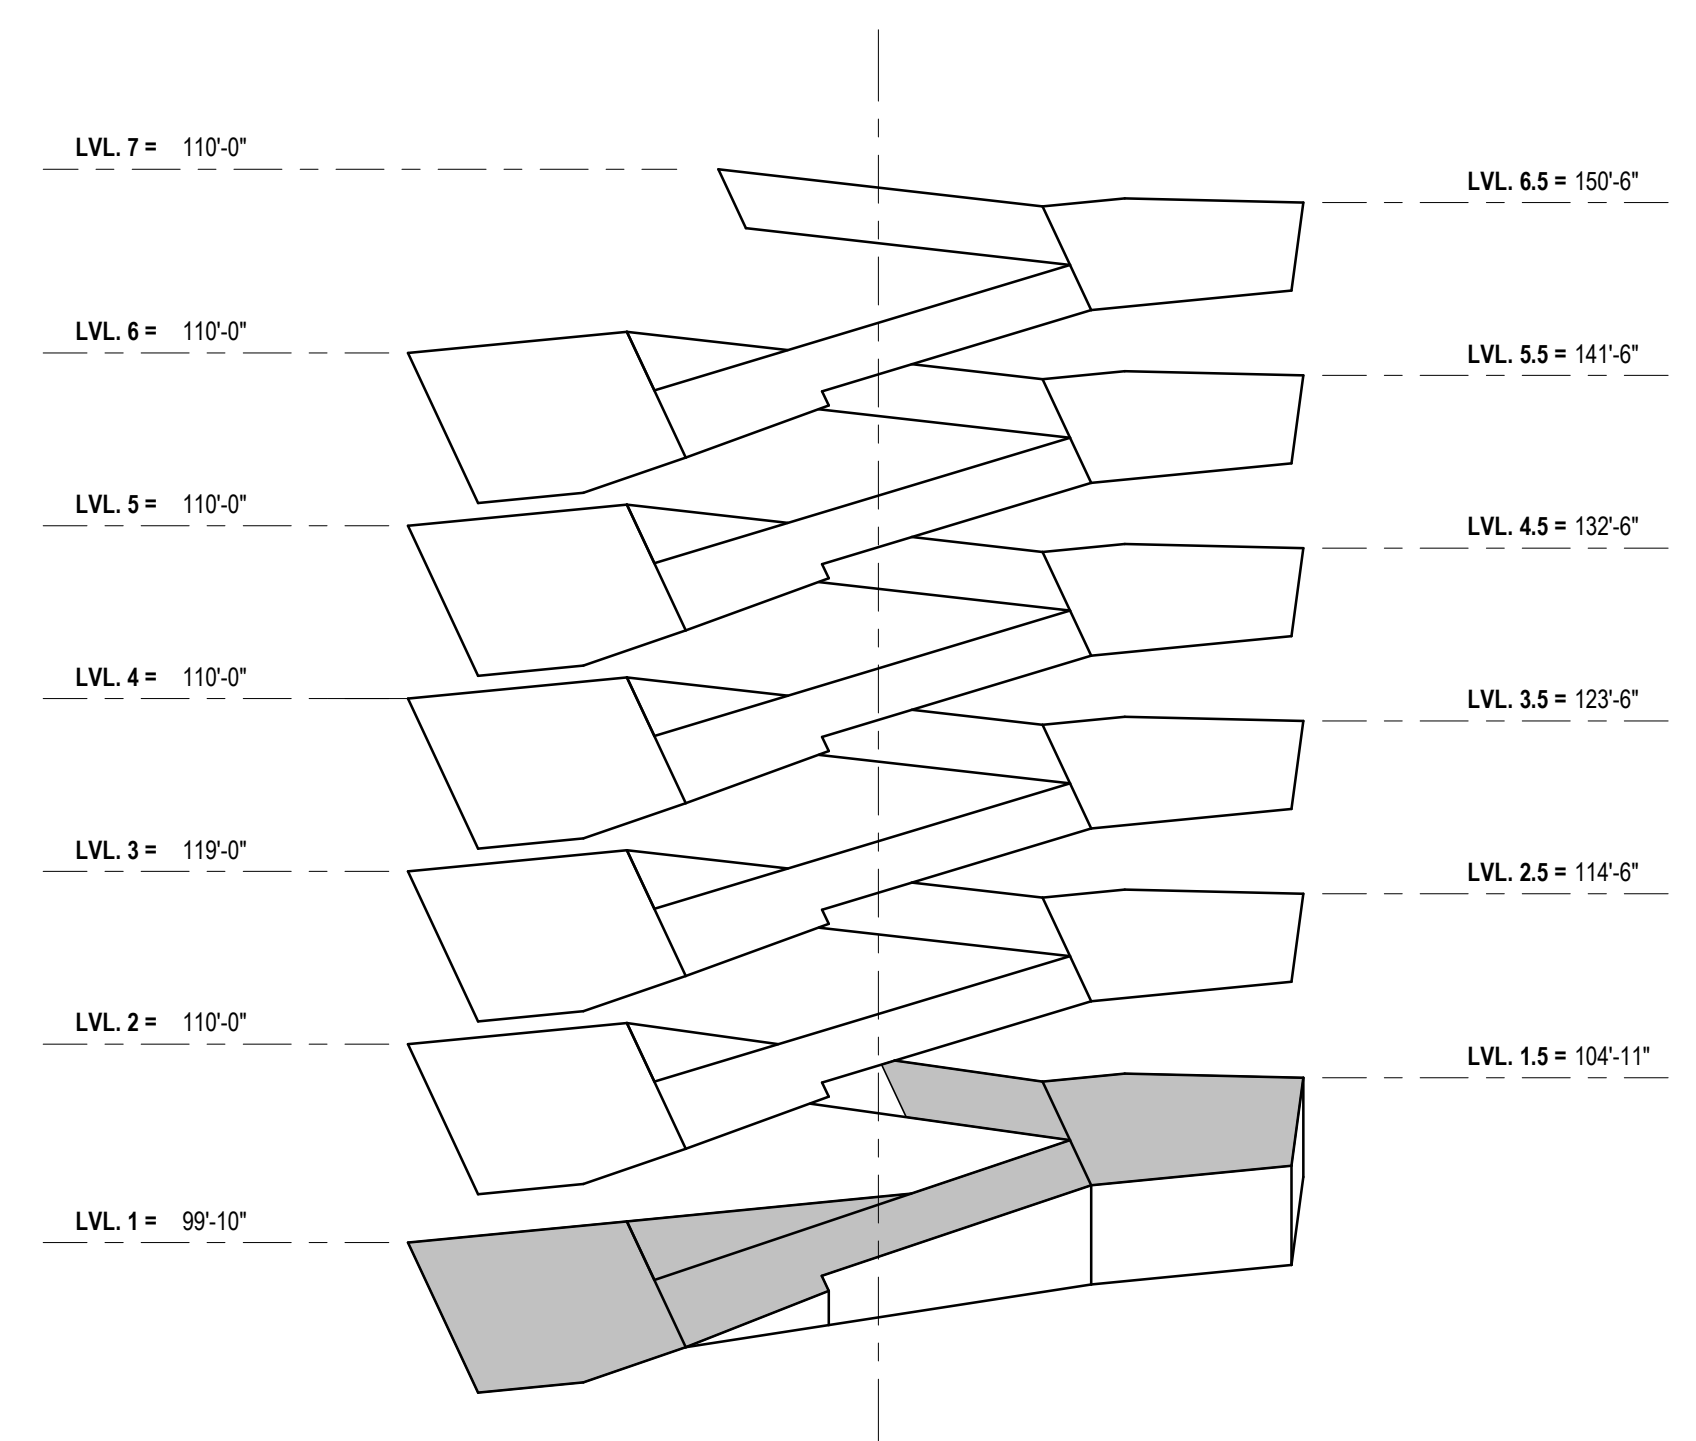 LVL. 7 = 110'-0"
LVL. 6.5 = 150'-6"
LVL. 6 = 110'-0"
LVL. 5.5 = 141'-6"
LVL. 5 = 110'-0"
LVL. 4.5 = 132'-6"
LVL. 4 = 110'-0"
LVL. 3.5 = 123'-6"
LVL. 3 = 119'-0"
LVL. 2.5 = 114'-6"
LVL. 2 = 110'-0"
LVL. 1.5 = 104'-11"
LVL. 1 = 99'-10"